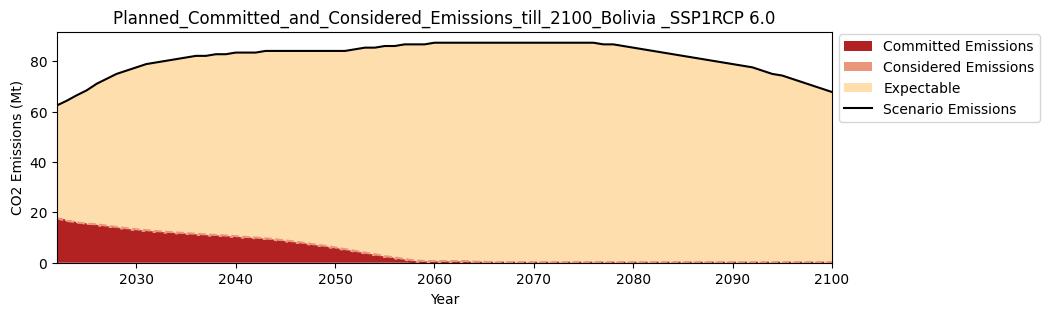 Planned_Committed_and_Considered_Emissions_till_2100_Bolivia _SSP1RCP 6.0
Committed Emissions
Considered Emissions
Expectable
Scenario Emissions
CO2 Emissions (Mt)
80
60
40
20
0
2030 2040 2050 2060 2070 2080 2090 2100
Year